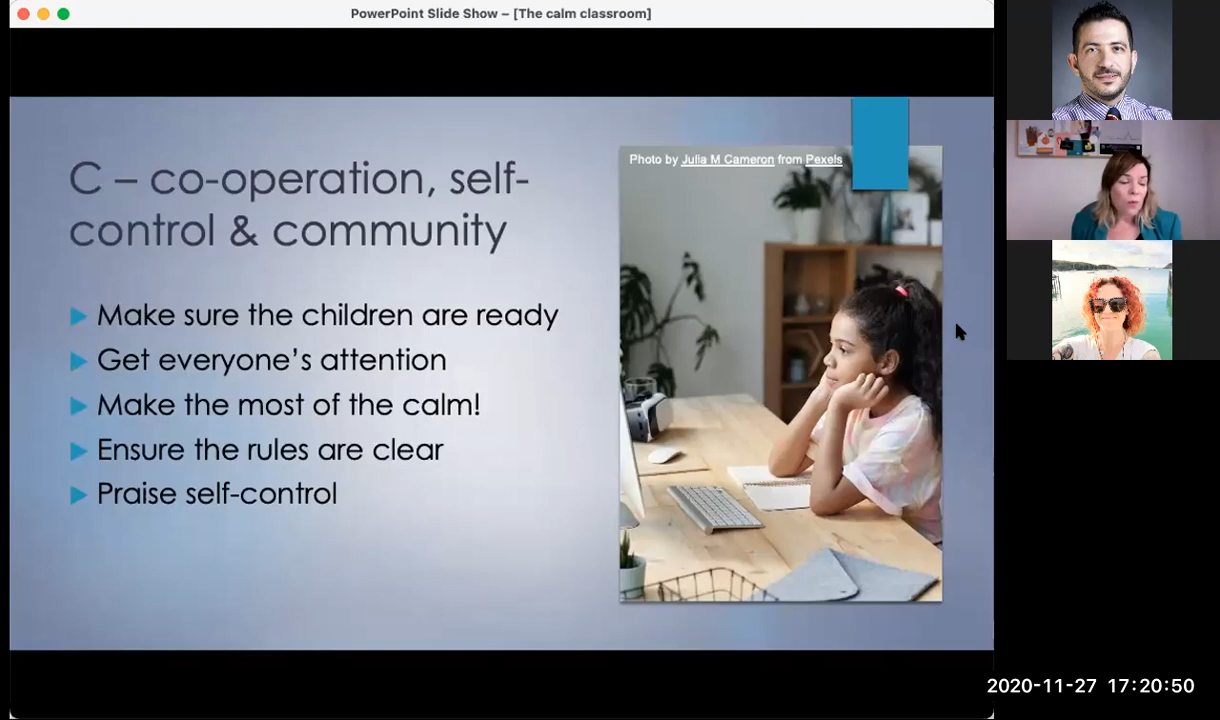 PowerPoint Slide Show – [The calm classroom]
Photo by Julia M Cameron from Pexels
C – co-operation, self-
control & community
Make sure the children are ready
Get everyone's attention
Make the most of the calm!
Ensure the rules are clear
Praise self-control
2020-11-27 17:20:50